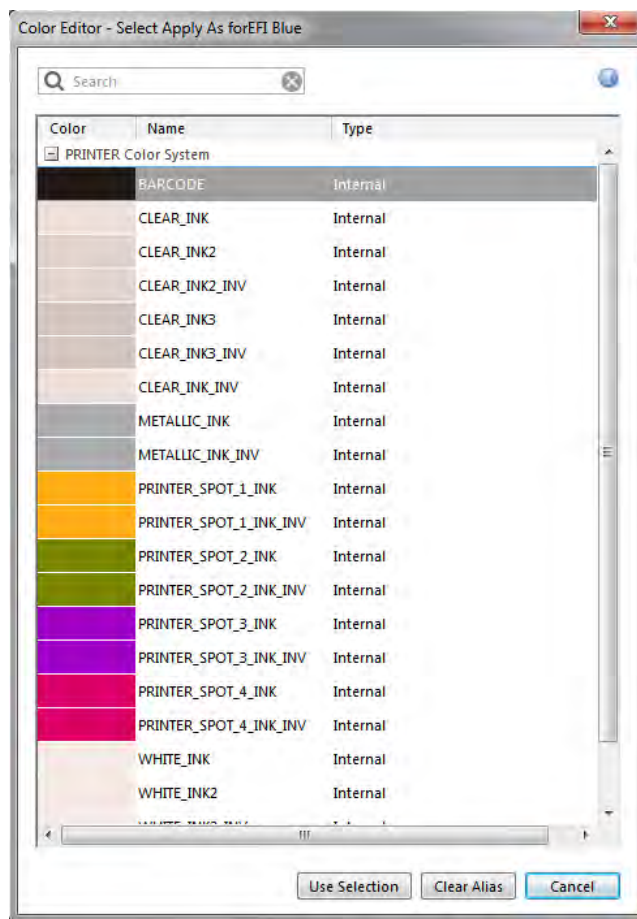 Color Editor - Select Apply As forEFI Blue
Search
Color Name Type
PRINTER Color System
BARCODE Internal
CLEAR_INK Internal
CLEAR_INK2 Internal
CLEAR_INK2_INV Internal
CLEAR_INK3 Internal
CLEAR_INK3_INV Internal
CLEAR_INK_INV Internal
METALLIC_INK Internal
METALLIC_INK_INV Internal
PRINTER_SPOT_1_INK Internal
PRINTER_SPOT_1_INK_INV Internal
PRINTER_SPOT_2_INK Internal
PRINTER_SPOT_2_INK_INV Internal
PRINTER_SPOT_3_INK Internal
PRINTER_SPOT_3_INK_INV Internal
PRINTER_SPOT_4_INK Internal
PRINTER_SPOT_4_INK_INV Internal
WHITE_INK Internal
WHITE_INK2 Internal
Use Selection Clear Alias Cancel